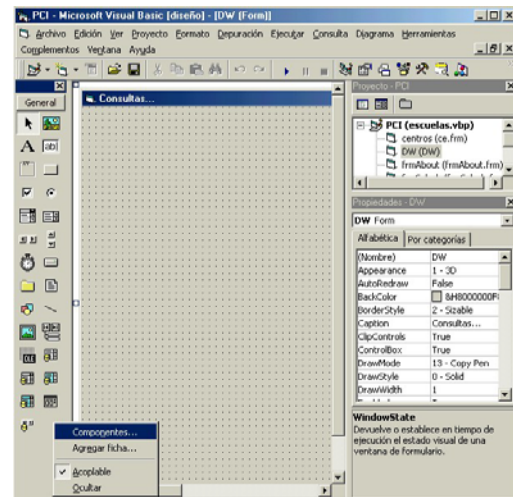 PCI - Microsoft Visual Basic [diseño] - [DW (Form)]
Archivo Edición Ver Proyecto Formato Depuración Ejecutar Consulta Diagrama Herramientas
Complementos Ventana Ayuda
General
Consultas...
Proyecto - PCI
PCI (escuelas.vbp)
centros (ce.frm)
DW (DW)
frmAbout (frmAbout.frm)
Propiedades - DW
DW Form
Alfabética Por categorías
(Nombre) DW
Appearance 1 - 3D
AutoRedraw False
BackColor &H8000000F&
BorderStyle 2 - Sizable
Caption Consultas...
ClipControls True
ControlBox True
DrawMode 13 - Copy Pen
DrawStyle 0 - Solid
DrawWidth 1
WindowState
Devuelve o establece en tiempo de
ejecución el estado visual de una
ventana de formulario.
Componentes...
Agregar ficha...
Acoplable
Ocultar